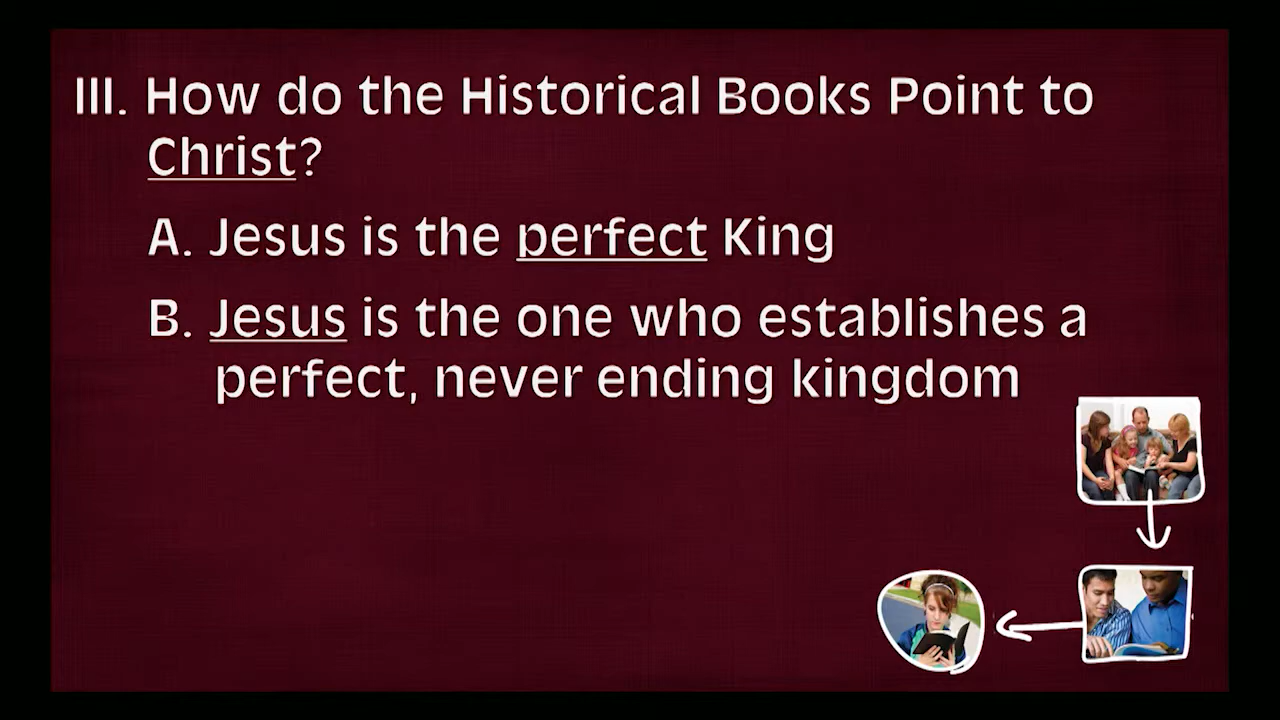 III. How do the Historical Books Point to
Christ?
A. Jesus is the perfect King
B. Jesus is the one who establishes a
perfect, never ending kingdom